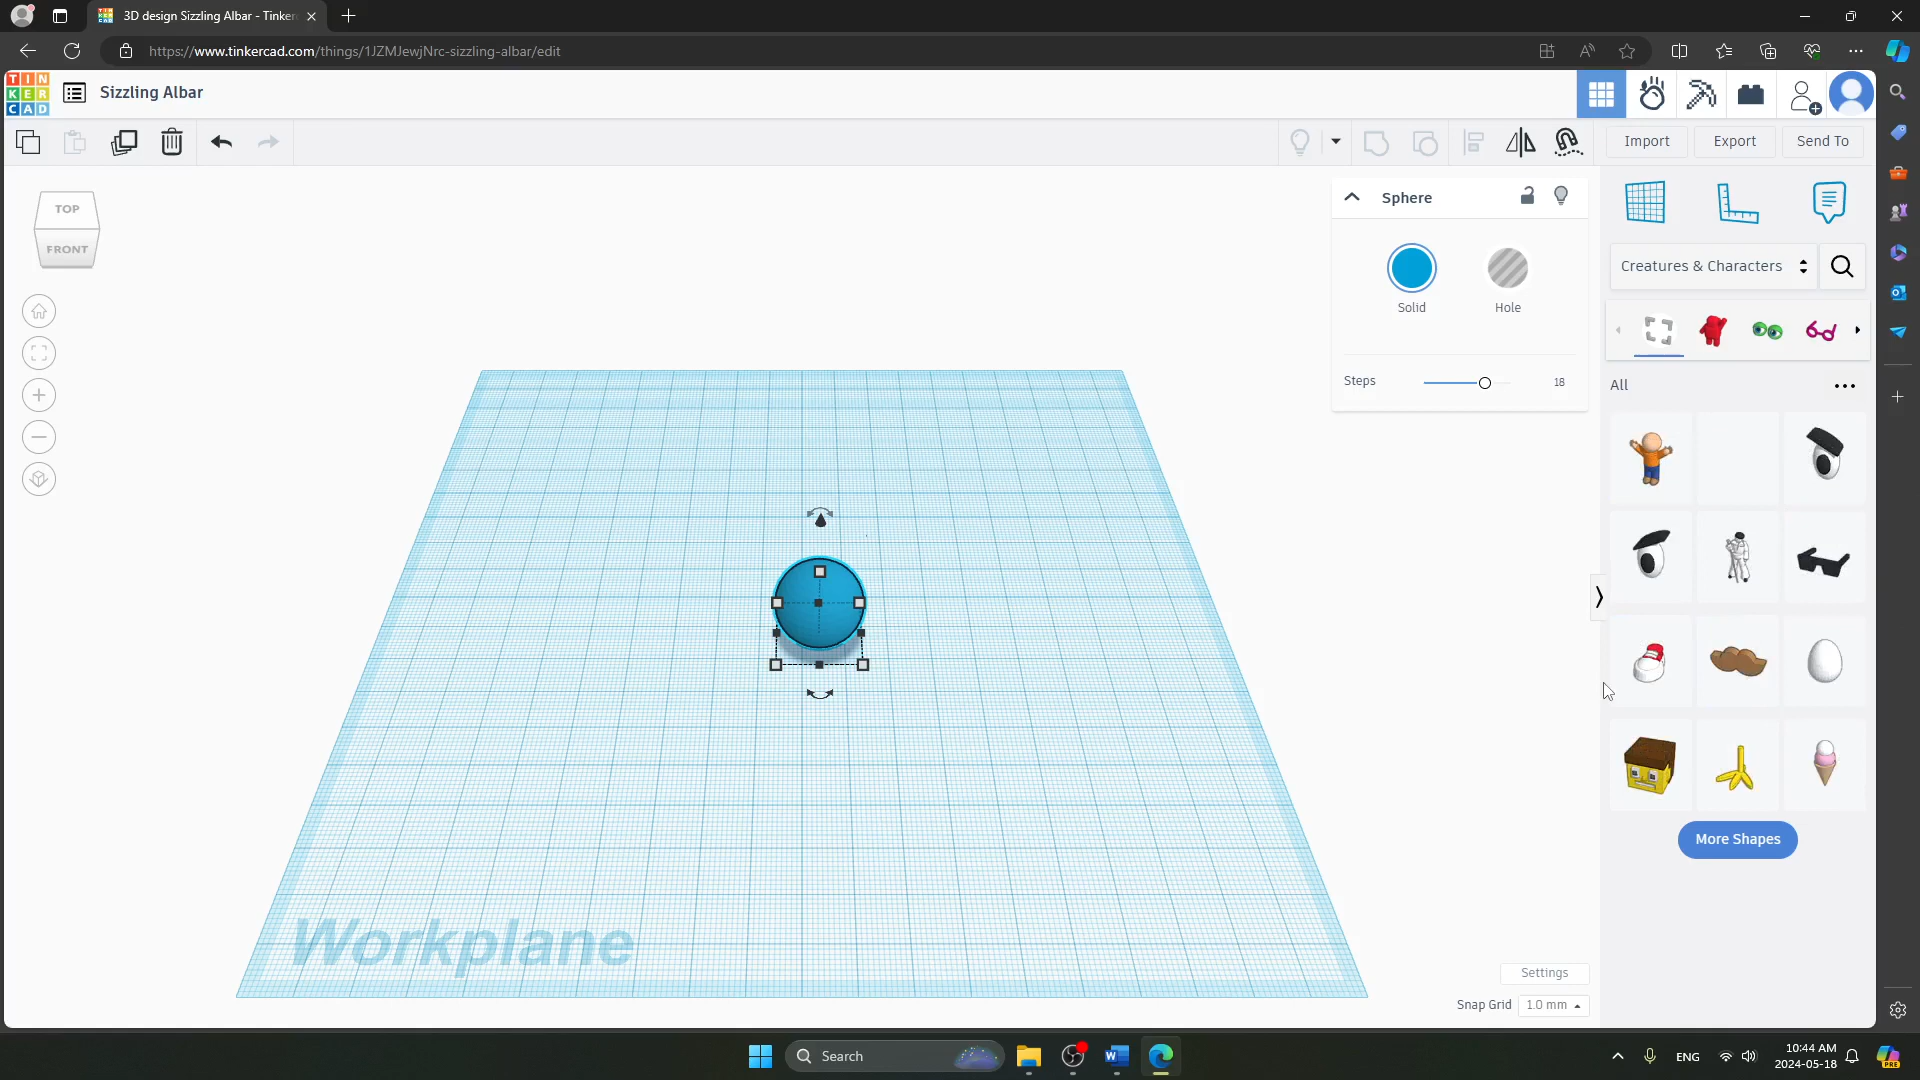 3D design Sizzling Albar - Tinker
https://www.tinkercad.com/things/1JZMJewjNrc-sizzling-albar/edit
TIN
KER
CAD
Sizzling Albar
Import
Export
Send To
TOP
FRONT
Sphere
Solid
Hole
Steps
18
Creatures & Characters
All
More Shapes
Workplane
Settings
Snap Grid
1.0 mm
Search
ENG
10:44 AM
2024-05-18
PRE